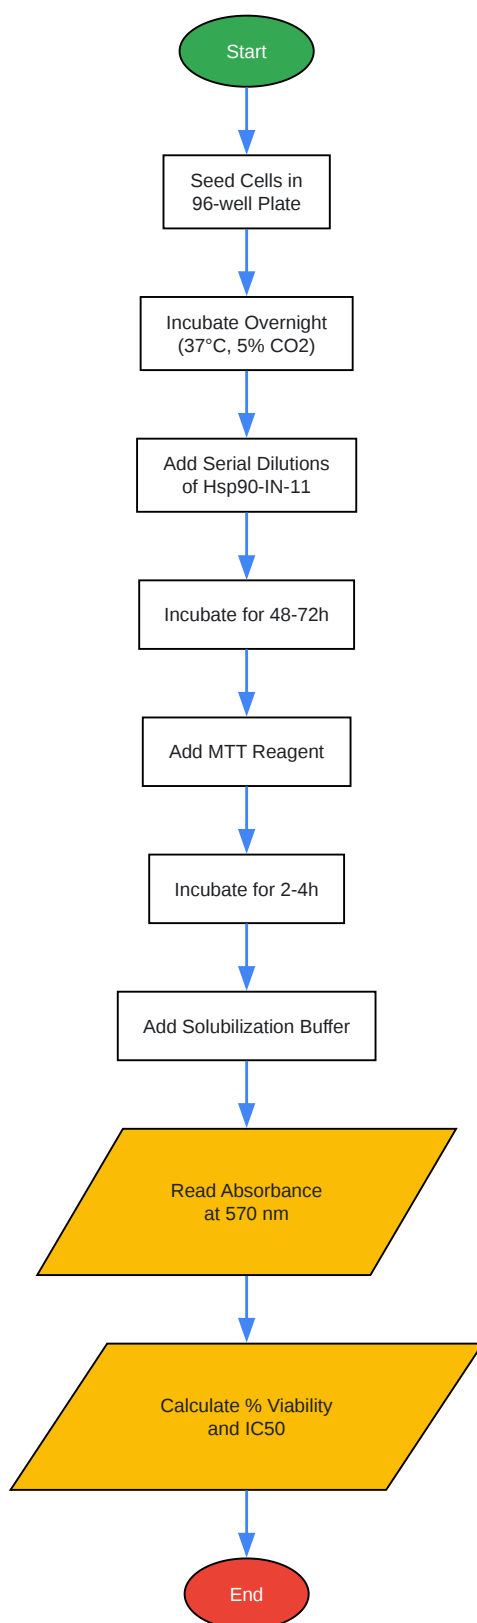 Start
Seed Cells in
96-well Plate
Incubate Overnight
(37°C, 5% CO2)
Add Serial Dilutions
of Hsp90-IN-11
Incubate for 48-72h
Add MTT Reagent
Incubate for 2-4h
Add Solubilization Buffer
Read Absorbance
at 570 nm
Calculate % Viability
and IC50
End